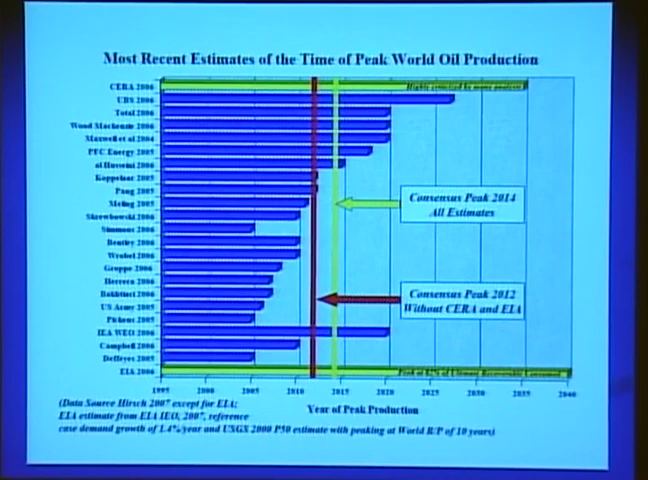 Most Recent Estimates of the Time of Peak World Oil Production
CERA 2006
Highly criticized by many analysts
UBS 2006
Total 2006
Wood Mackenzie 2006
Maxwell et al 2004
PFC Energy 2005
al Husseini 2006
Koppelaar 2005
Pang 2005
Meling 2005
Skrewbowski 2006
Simmons 2006
Bentley 2006
Wrobel 2006
Groppe 2006
Herrera 2006
Bakhtiari 2006
US Army 2005
Pickens 2005
IEA WEO 2006
Campbell 2006
Deffeyes 2005
EIA 2006
Peak at 62% of Ultimate Recoverable
Consensus Peak 2014
All Estimates
Consensus Peak 2012
Without CERA and EIA
1995 2000 2005 2010 2015 2020 2025 2030 2035 2040
Year of Peak Production
(Data Source Hirsch 2007 except for EIA;
EIA estimate from EIA IEO, 2007, reference
case demand growth of 1.4%/year and USGS 2000 P50 estimate with peaking at World R/P of 10 years)